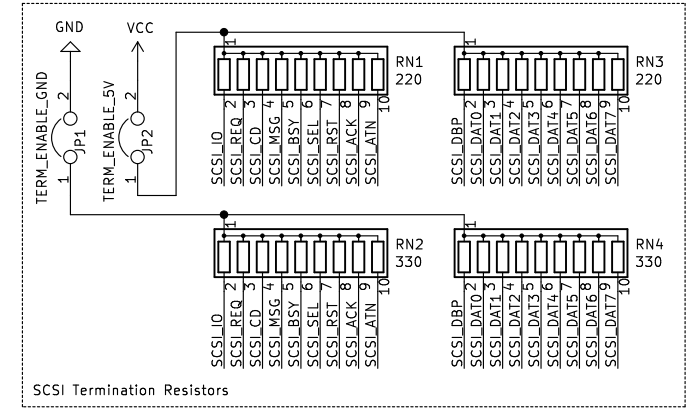 GND
VCC
TERM_ENABLE_GND
2
JP1
1
TERM_ENABLE_5V
2
JP2
1
1
RN1
220
2
3
4
5
6
7
8
9
10
SCSI_IO
SCSI_REQ
SCSI_CD
SCSI_MSG
SCSI_BSY
SCSI_SEL
SCSI_RST
SCSI_ACK
SCSI_ATN
1
RN3
220
2
3
4
5
6
7
8
9
10
SCSI_DBP
SCSI_DAT0
SCSI_DAT1
SCSI_DAT2
SCSI_DAT3
SCSI_DAT4
SCSI_DAT5
SCSI_DAT6
SCSI_DAT7
1
RN2
330
2
3
4
5
6
7
8
9
10
SCSI_IO
SCSI_REQ
SCSI_CD
SCSI_MSG
SCSI_BSY
SCSI_SEL
SCSI_RST
SCSI_ACK
SCSI_ATN
1
RN4
330
2
3
4
5
6
7
8
9
10
SCSI_DBP
SCSI_DAT0
SCSI_DAT1
SCSI_DAT2
SCSI_DAT3
SCSI_DAT4
SCSI_DAT5
SCSI_DAT6
SCSI_DAT7
SCSI Termination Resistors